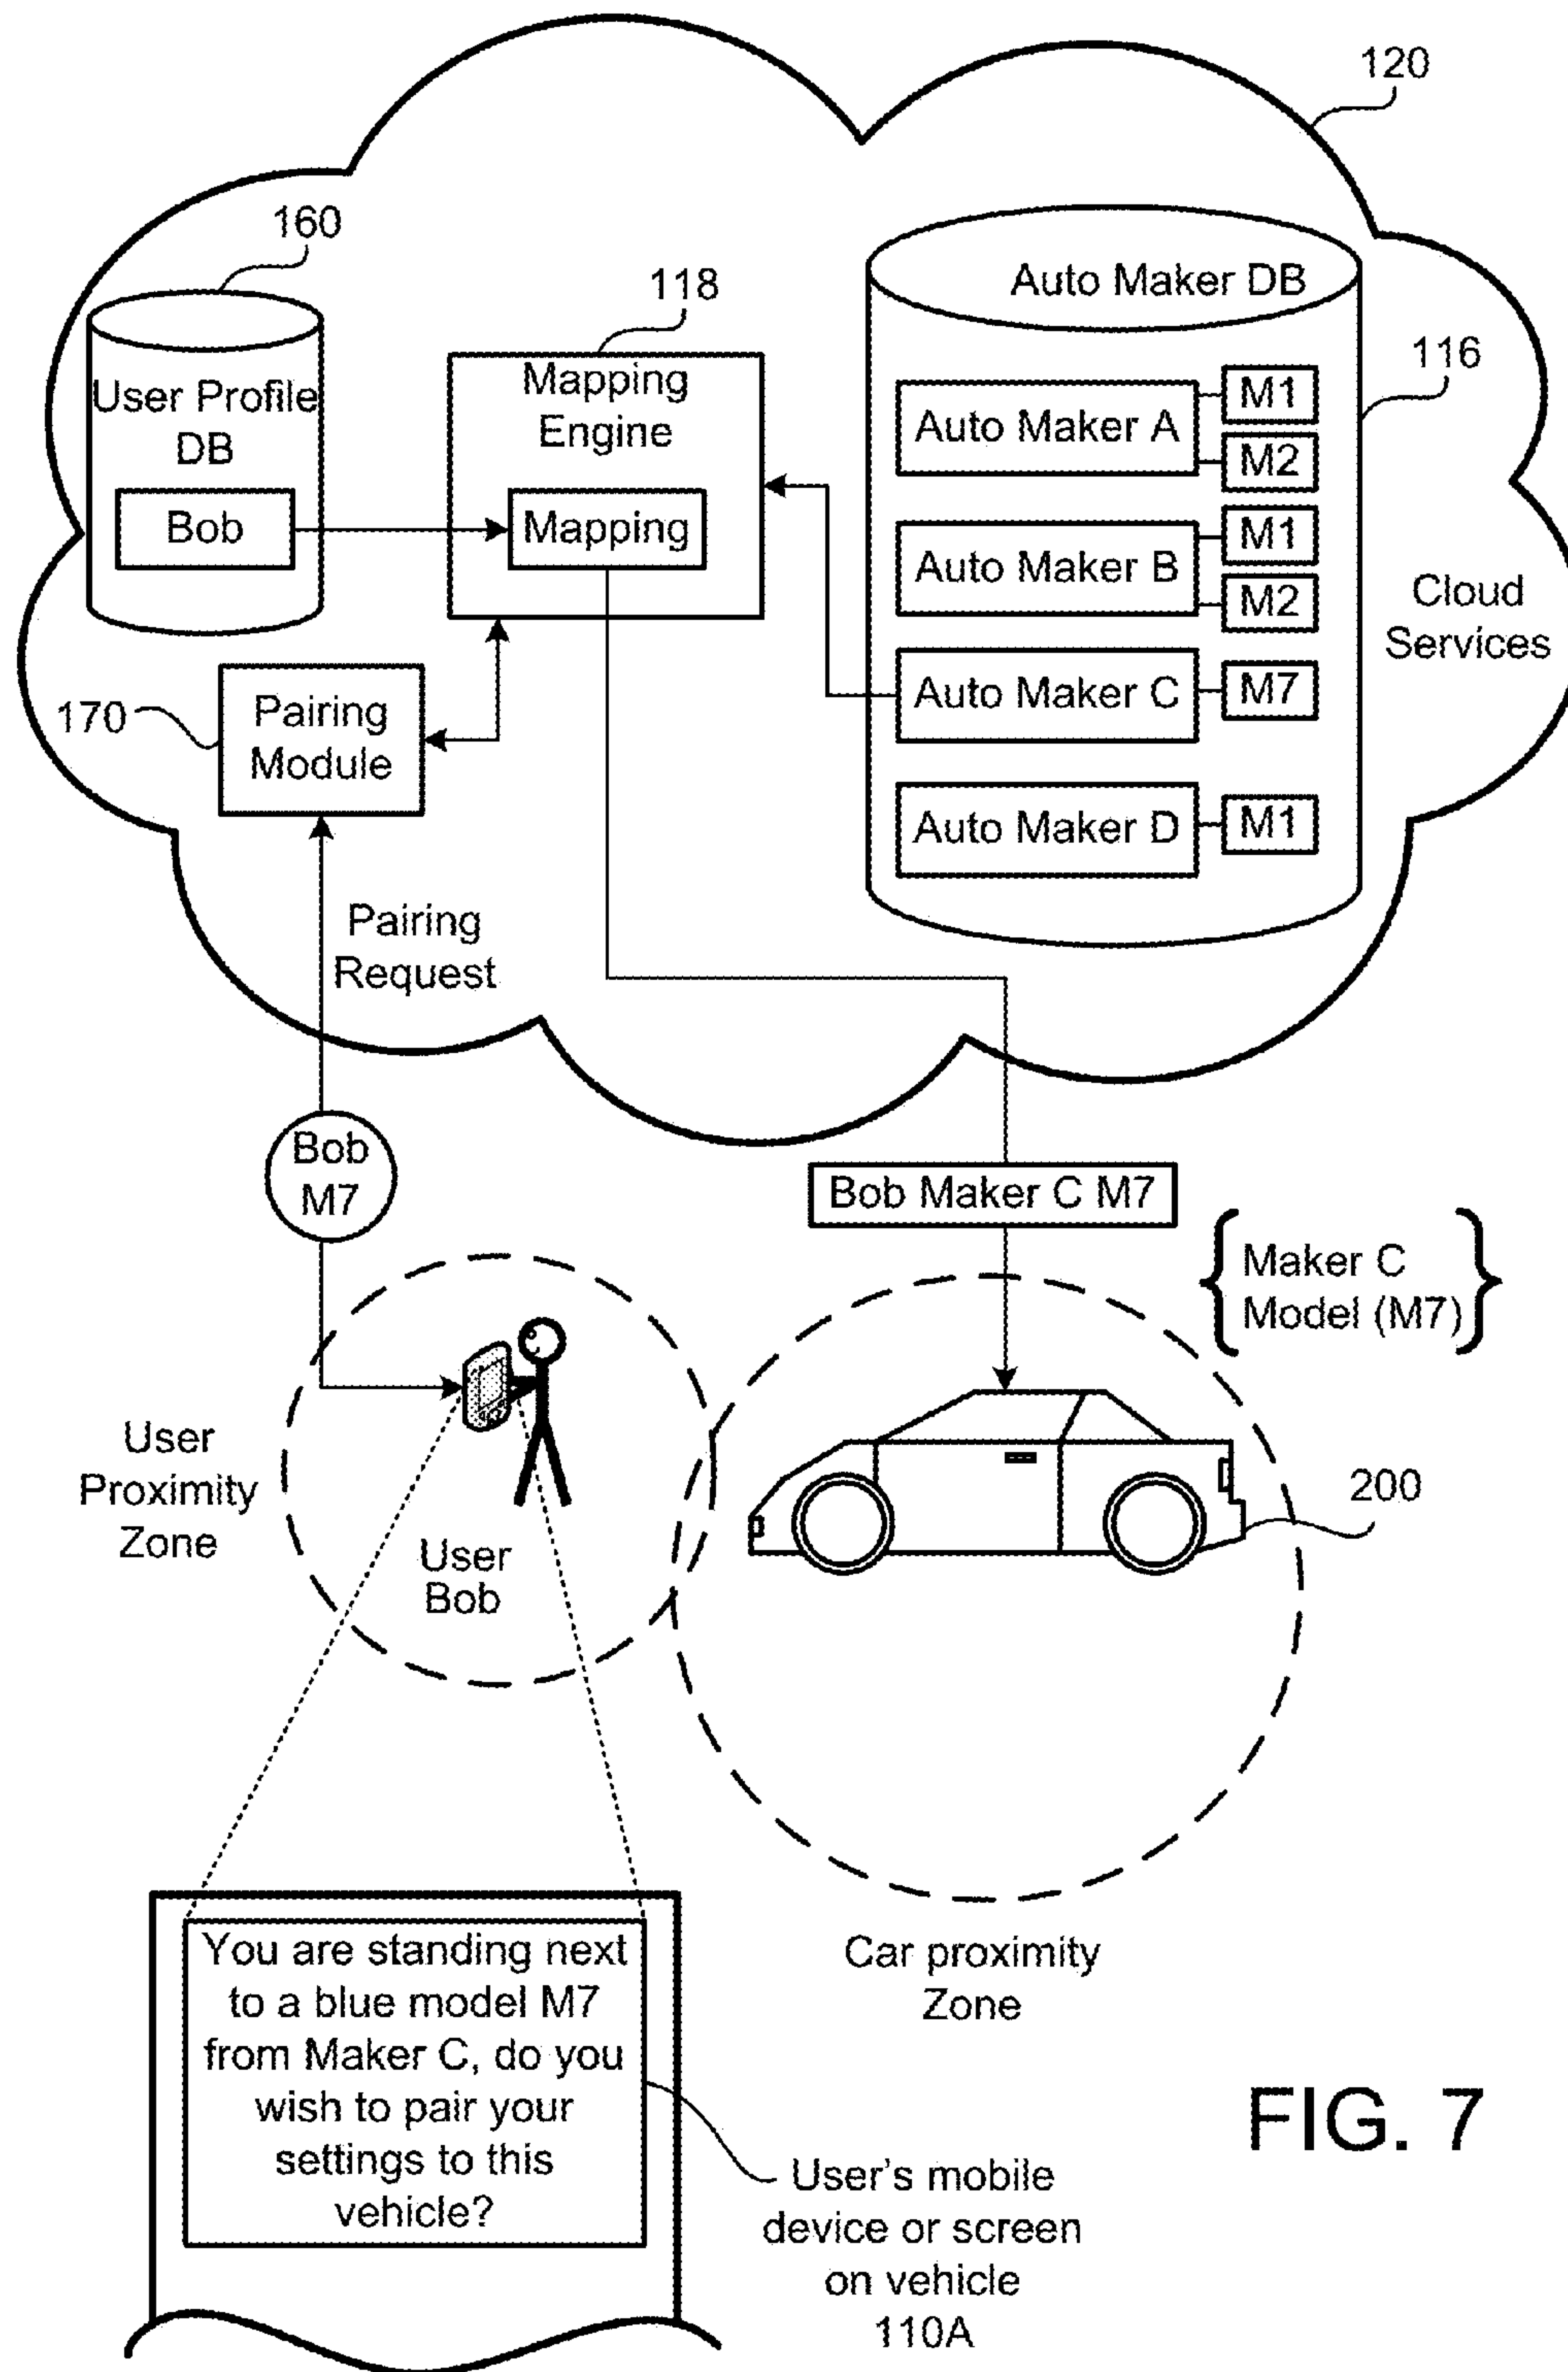 120
160
118
Auto Maker DB
116
User Profile
DB
Bob
Mapping
Engine
Mapping
Auto Maker A
M1
M2
Auto Maker B
M1
M2
Cloud
Services
Auto Maker C
M7
Auto Maker D
M1
170
Pairing
Module
Pairing
Request
Bob
M7
Bob Maker C M7
Maker C
Model (M7)
User
Proximity
Zone
User
Bob
200
Car proximity
Zone
You are standing next
to a blue model M7
from Maker C, do you
wish to pair your
settings to this
vehicle?
User's mobile
device or screen
on vehicle
110A
FIG. 7